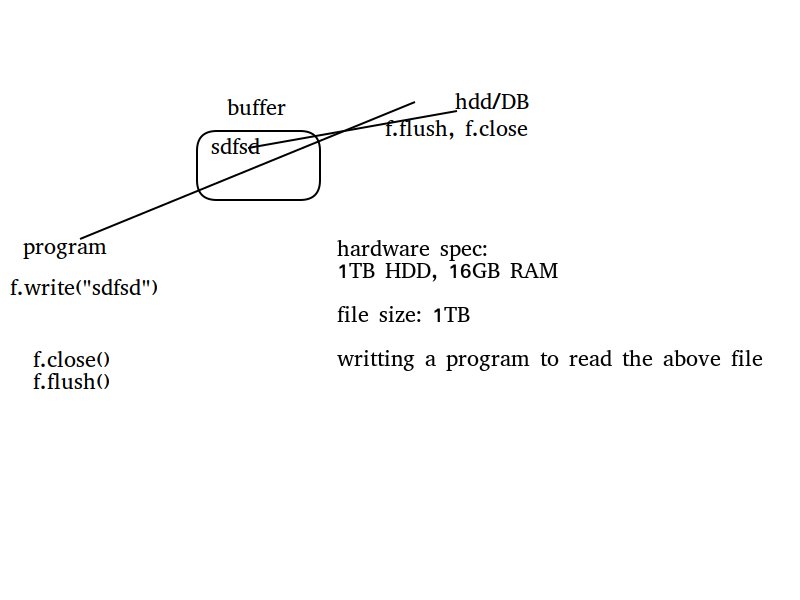 hdd/DB
buffer
f.flush, f.close
sdfsd
program
f.write("sdfsd")
f.close()
f.flush()
hardware spec:
1TB HDD, 16GB RAM
file size: 1TB
writting a program to read the above file